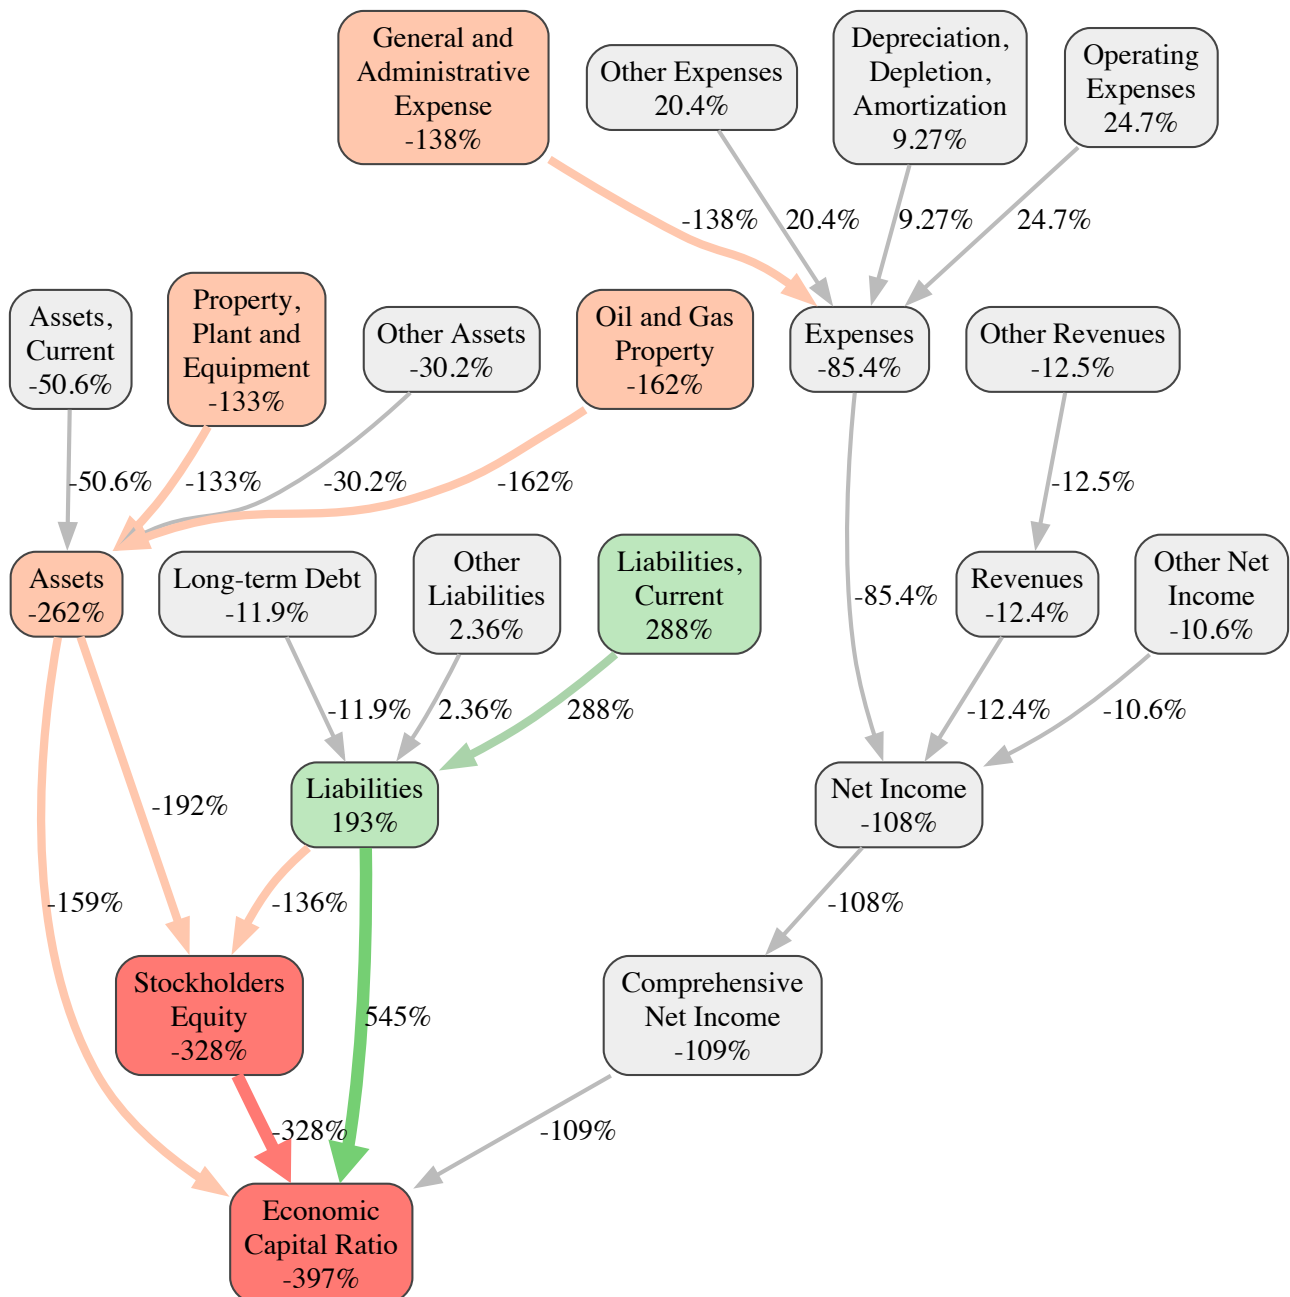 General and
Administrative
Expense
-138%
Other Expenses
20.4%
Depreciation,
Depletion,
Amortization
9.27%
Operating
Expenses
24.7%
-138%
20.4%
9.27%
24.7%
Assets,
Current
-50.6%
Property,
Plant and
Equipment
-133%
Other Assets
-30.2%
Oil and Gas
Property
-162%
Expenses
-85.4%
Other Revenues
-12.5%
-50.6%
-133%
-30.2%
-162%
-12.5%
Assets
-262%
Long-term Debt
-11.9%
Other
Liabilities
2.36%
Liabilities,
Current
288%
-85.4%
Revenues
-12.4%
Other Net
Income
-10.6%
-11.9%
2.36%
288%
-12.4%
-10.6%
-192%
Liabilities
193%
Net Income
-108%
-159%
-136%
-108%
Stockholders
Equity
-328%
545%
Comprehensive
Net Income
-109%
-328%
-109%
Economic
Capital Ratio
-397%